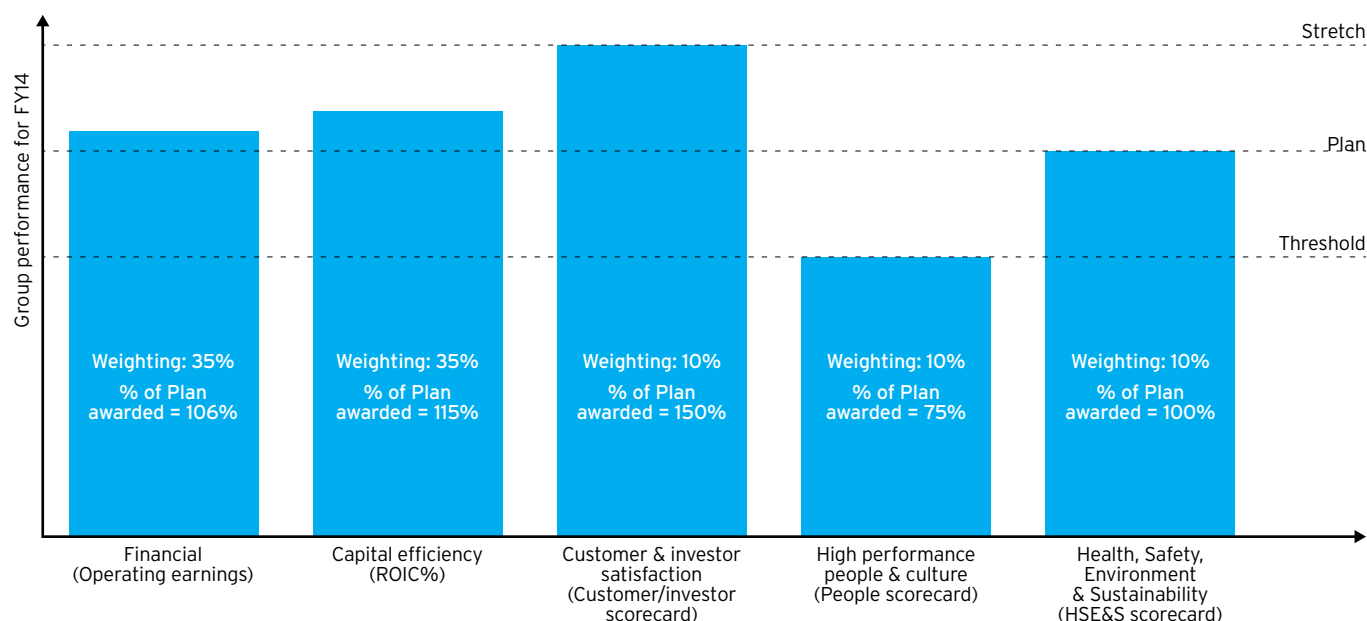 Group performance for FY14
Stretch
Plan
Threshold
Weighting: 35%
% of Plan
awarded = 106%
Weighting: 35%
% of Plan
awarded = 115%
Weighting: 10%
% of Plan
awarded = 150%
Weighting: 10%
% of Plan
awarded = 75%
Weighting: 10%
% of Plan
awarded = 100%
Financial
(Operating earnings)
Capital efficiency
(ROIC%)
Customer & investor
satisfaction
(Customer/investor
scorecard)
High performance
people & culture
(People scorecard)
Health, Safety,
Environment
& Sustainability
(HSE&S scorecard)